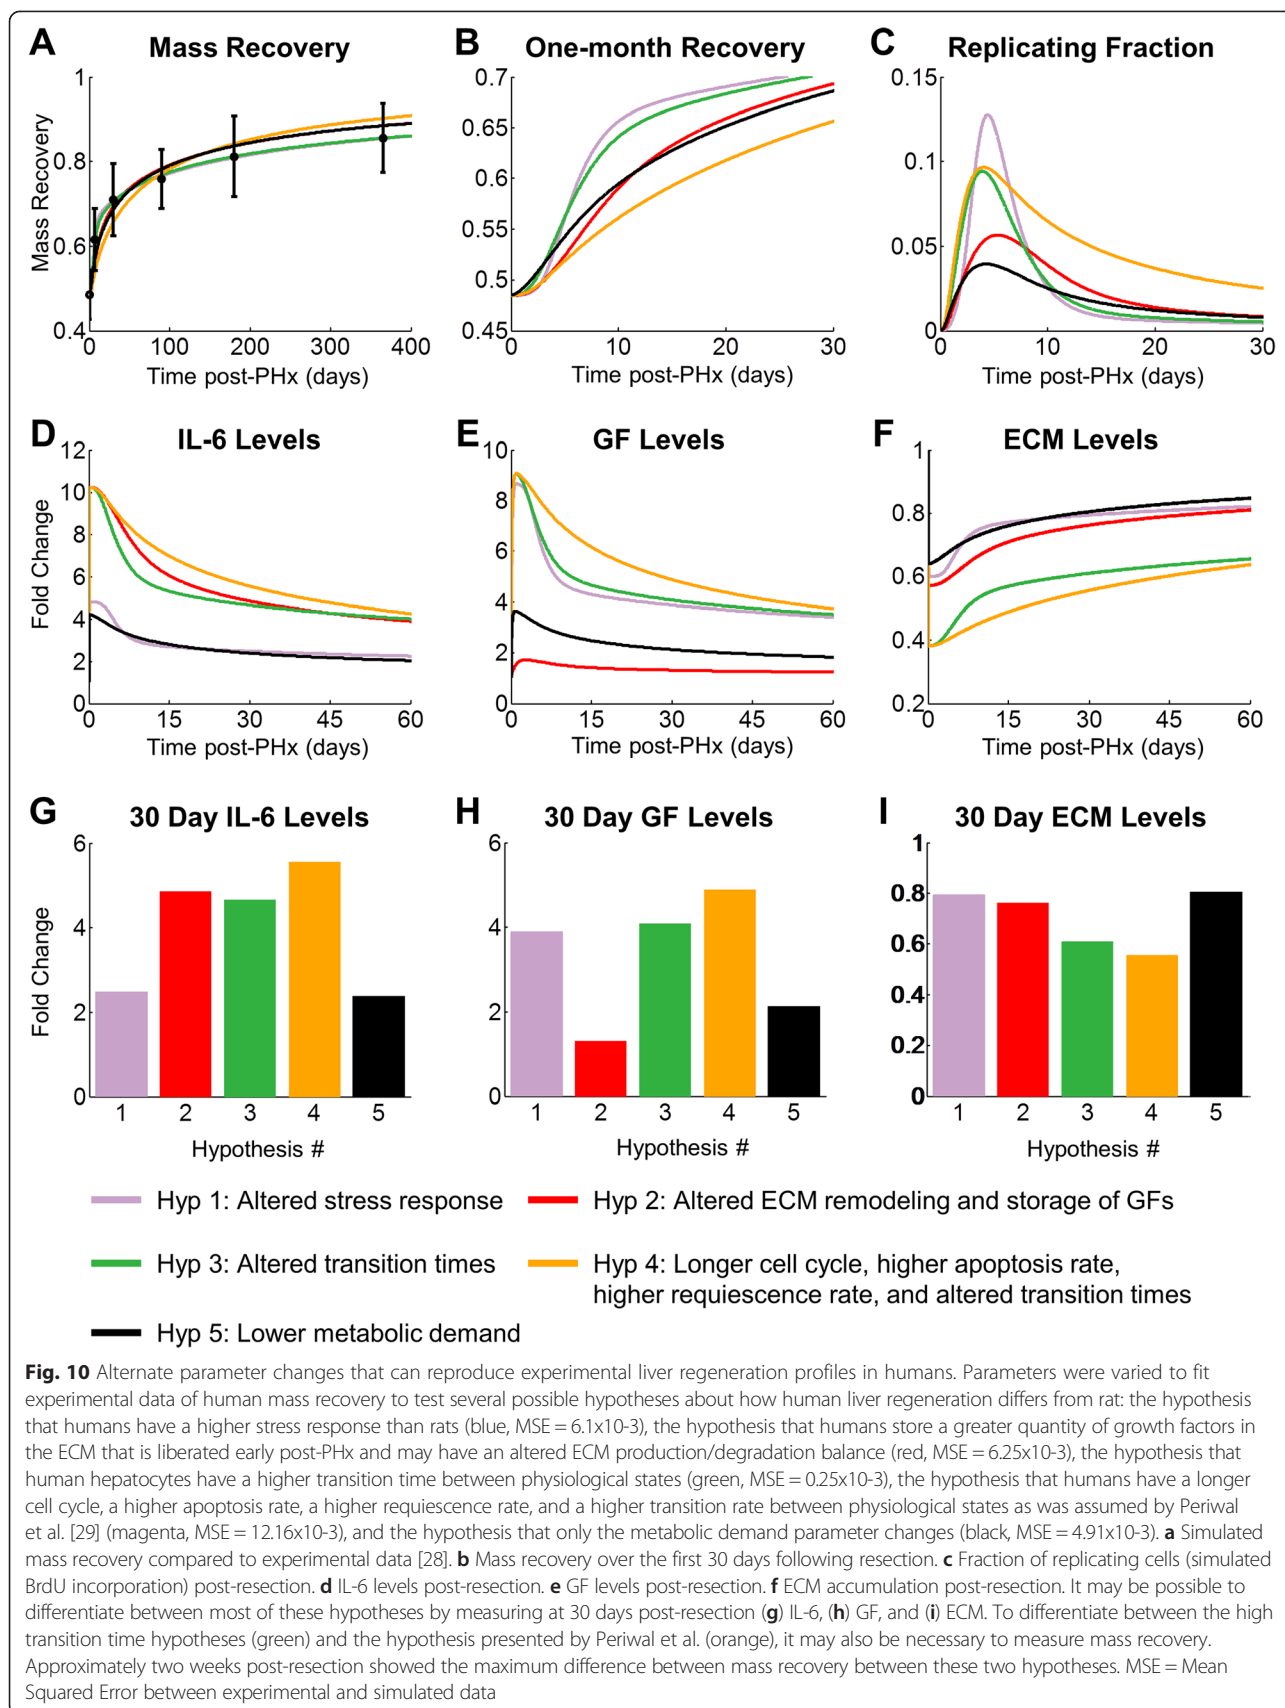 A Mass Recovery
Mass Recovery
1
0.8
0.6
0.4
0 100 200 300 400
Time post-PHx (days)
B One-month Recovery
0.7
0.65
0.6
0.55
0.5
0.45
0 10 20 30
Time post-PHx (days)
C Replicating Fraction
0.15
0.1
0.05
0
0 10 20 30
Time post-PHx (days)
D IL-6 Levels
Fold Change
12
10
8
6
4
2
0
0 15 30 45 60
Time post-PHx (days)
E GF Levels
10
8
6
4
2
0
0 15 30 45 60
Time post-PHx (days)
F ECM Levels
1
0.8
0.6
0.4
0.2
0 15 30 45 60
Time post-PHx (days)
G 30 Day IL-6 Levels
Fold Change
6
4
2
0
1 2 3 4 5
Hypothesis #
H 30 Day GF Levels
6
4
2
0
1 2 3 4 5
Hypothesis #
I 30 Day ECM Levels
1
0.8
0.6
0.4
0.2
0
1 2 3 4 5
Hypothesis #
Hyp 1: Altered stress response
Hyp 2: Altered ECM remodeling and storage of GFs
Hyp 3: Altered transition times
Hyp 4: Longer cell cycle, higher apoptosis rate,
higher requiescence rate, and altered transition times
Hyp 5: Lower metabolic demand
Fig. 10 Alternate parameter changes that can reproduce experimental liver regeneration profiles in humans. Parameters were varied to fit
experimental data of human mass recovery to test several possible hypotheses about how human liver regeneration differs from rat: the hypothesis
that humans have a higher stress response than rats (blue, MSE = 6.1x10-3), the hypothesis that humans store a greater quantity of growth factors in
the ECM that is liberated early post-PHx and may have an altered ECM production/degradation balance (red, MSE = 6.25x10-3), the hypothesis that
human hepatocytes have a higher transition time between physiological states (green, MSE = 0.25x10-3), the hypothesis that humans have a longer
cell cycle, a higher apoptosis rate, a higher requiescence rate, and a higher transition rate between physiological states as was assumed by Periwal
et al. [29] (magenta, MSE = 12.16x10-3), and the hypothesis that only the metabolic demand parameter changes (black, MSE = 4.91x10-3). a Simulated
mass recovery compared to experimental data [28]. b Mass recovery over the first 30 days following resection. c Fraction of replicating cells (simulated
BrdU incorporation) post-resection. d IL-6 levels post-resection. e GF levels post-resection. f ECM accumulation post-resection. It may be possible to
differentiate between most of these hypotheses by measuring at 30 days post-resection (g) IL-6, (h) GF, and (i) ECM. To differentiate between the high
transition time hypotheses (green) and the hypothesis presented by Periwal et al. (orange), it may also be necessary to measure mass recovery.
Approximately two weeks post-resection showed the maximum difference between mass recovery between these two hypotheses. MSE = Mean
Squared Error between experimental and simulated data